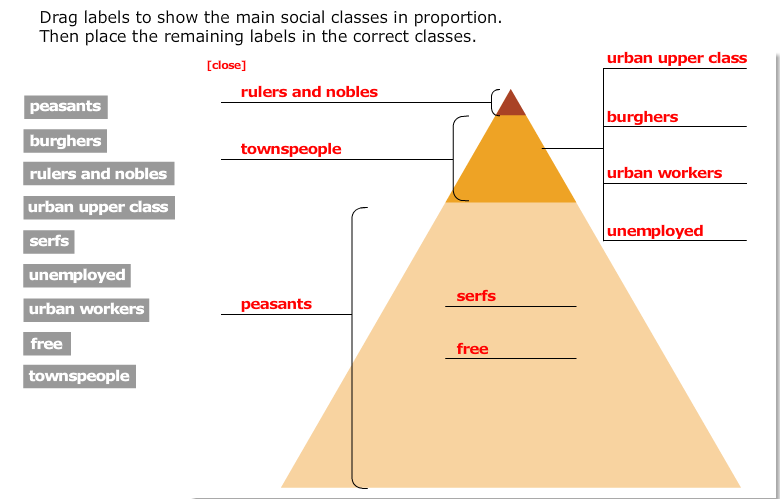 Drag labels to show the main social classes in proportion.
Then place the remaining labels in the correct classes.
[close]
peasants
burghers
rulers and nobles
urban upper class
serfs
unemployed
urban workers
free
townspeople
rulers and nobles
townspeople
peasants
serfs
free
urban upper class
burghers
urban workers
unemployed